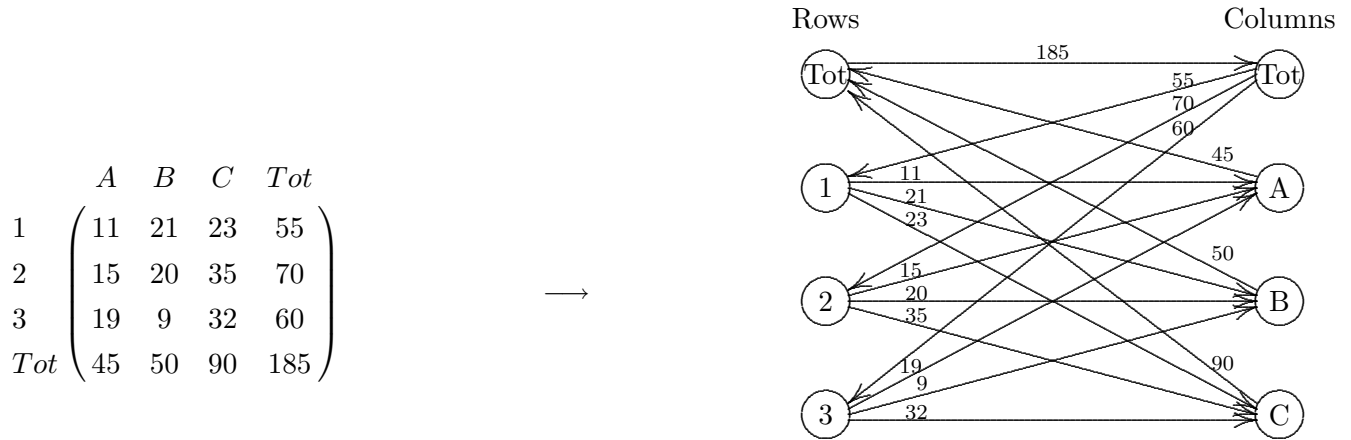 Rows Columns
Tot 185 Tot
55
70
60
45
A B C Tot
1 11 21 23 55
2 15 20 35 70
3 19 9 32 60
Tot 45 50 90 185
⟶
1 11 A
21
23
50
15
2 20 B
35
19 90
9
3 32 C